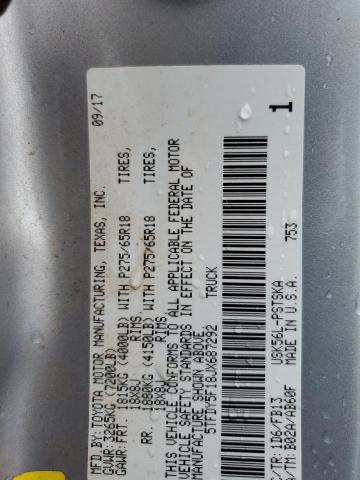 MFD.BY:TOYOTA MOTOR MANUFACTURING, TEXAS, INC. 09/17
GVWR: 3265KG (7200LB)
GAWR: FRT. 1815KG (4000LB) WITH P275/65R18 TIRES,
18X8J RIMS
RR. 1880KG (4150LB) WITH P275/65R18 TIRES,
18X8J RIMS
THIS VEHICLE CONFORMS TO ALL APPLICABLE FEDERAL MOTOR
VEHICLE SAFETY STANDARDS IN EFFECT ON THE DATE OF
MANUFACTURE SHOWN ABOVE.
5TFDY5F18JX687292 TRUCK
1
USK56L-PSTSKA 753
C/TR: 1D6/FB13 MADE IN U.S.A.
A/TM: B02A/AB60F